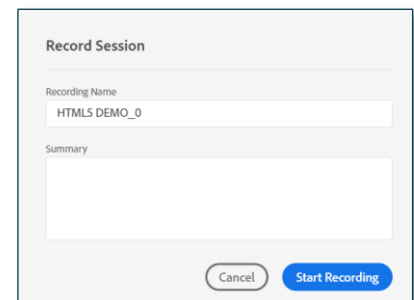 Record Session
Recording Name
HTML5 DEMO_0
Summary
Cancel Start Recording